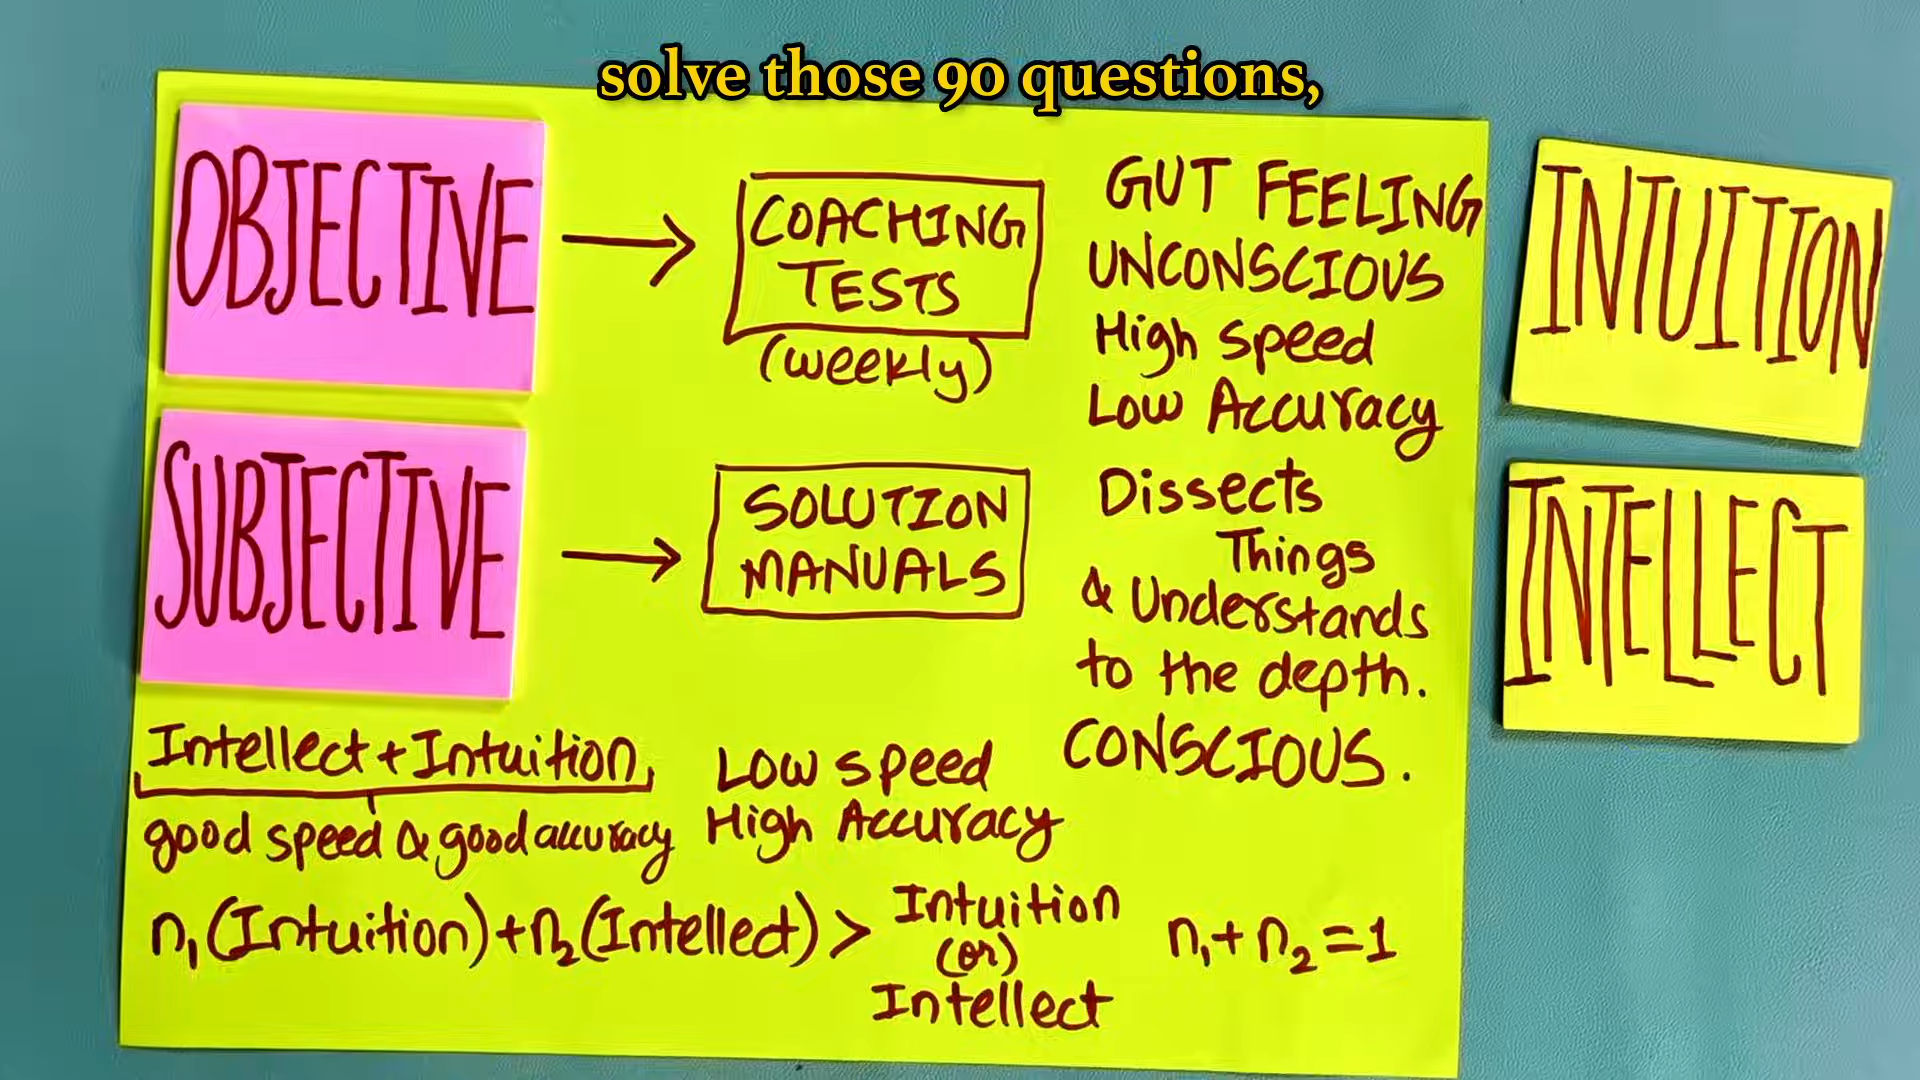 solve those 90 questions,
OBJECTIVE
COACHING
TESTS
(weekly)
GUT FEELING
UNCONSCIOUS
High speed
Low Accuracy
INTUITION
SUBJECTIVE
SOLUTION
MANUALS
Dissects
Things
& Understands
to the depth.
CONSCIOUS.
INTELLECT
Intellect + Intuition
good speed & good accuracy
Low speed
High Accuracy
n₁(Intuition)+n₂(Intellect) >
Intuition
(or)
Intellect
n₁+n₂=1